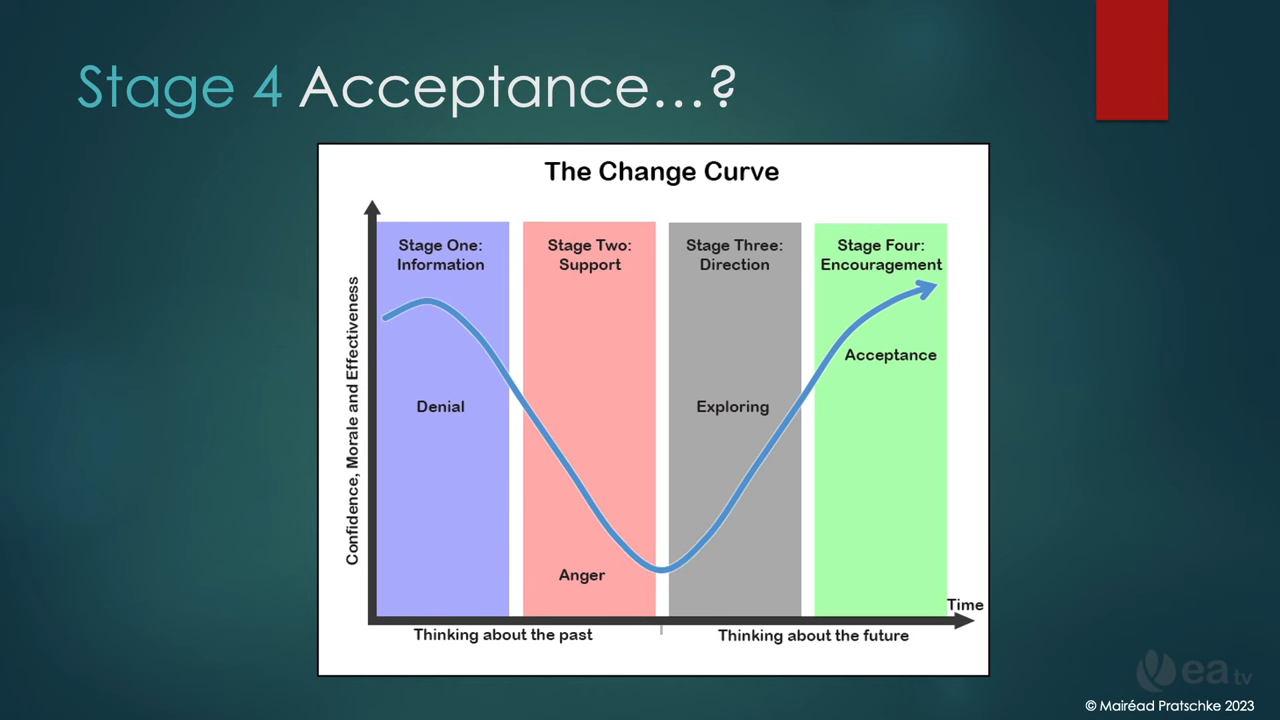 Stage 4 Acceptance...?
The Change Curve
Confidence, Morale and Effectiveness
Stage One:
Information
Stage Two:
Support
Stage Three:
Direction
Stage Four:
Encouragement
Denial
Anger
Exploring
Acceptance
Time
Thinking about the past
Thinking about the future
ea tv
© Mairéad Pratschke 2023